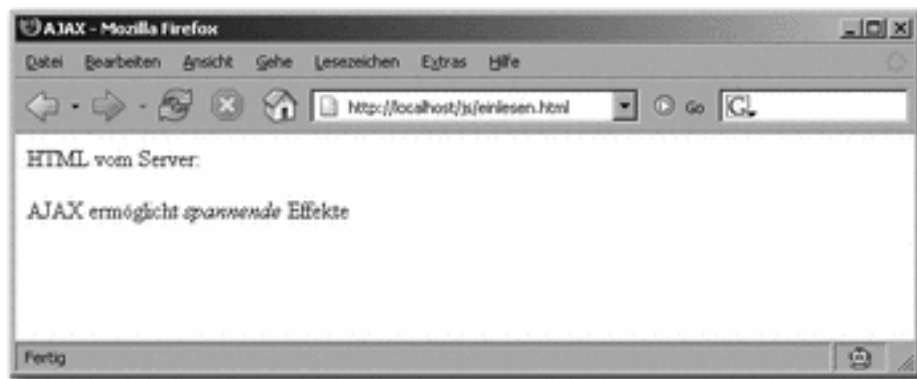 AJAX - Mozilla Firefox
Datei Bearbeiten Ansicht Gehe Lesezeichen Extras Hilfe
http://localhost/js/einlesen.html Go G
HTML vom Server:
AJAX ermöglicht spannende Effekte
Fertig